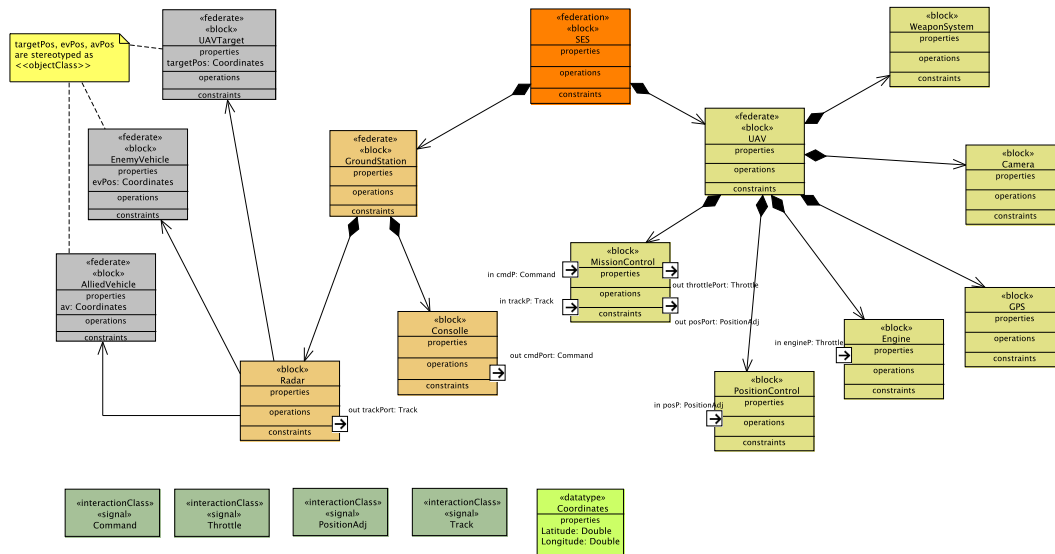 targetPos, evPos, avPos
are stereotyped as
<<objectClass>>
«federate»
«block»
UAVTarget
properties
targetPos: Coordinates
operations
constraints
«federation»
«block»
SES
properties
operations
constraints
«block»
WeaponSystem
properties
operations
constraints
«federate»
«block»
EnemyVehicle
properties
evPos: Coordinates
operations
constraints
«federate»
«block»
GroundStation
properties
operations
constraints
«federate»
«block»
UAV
properties
operations
constraints
«block»
Camera
properties
operations
constraints
«federate»
«block»
AlliedVehicle
properties
av: Coordinates
operations
constraints
«block»
MissionControl
properties
operations
constraints
in cmdP: Command
in trackP: Track
out throttlePort: Throttle
out posPort: PositionAdj
«block»
GPS
properties
operations
constraints
«block»
Consolle
properties
operations
constraints
out cmdPort: Command
«block»
Engine
properties
operations
constraints
in engineP: Throttle
«block»
Radar
properties
operations
constraints
out trackPort: Track
«block»
PositionControl
properties
operations
constraints
in posP: PositionAdj
«interactionClass»
«signal»
Command
«interactionClass»
«signal»
Throttle
«interactionClass»
«signal»
PositionAdj
«interactionClass»
«signal»
Track
«datatype»
Coordinates
properties
Latitude: Double
Longitude: Double